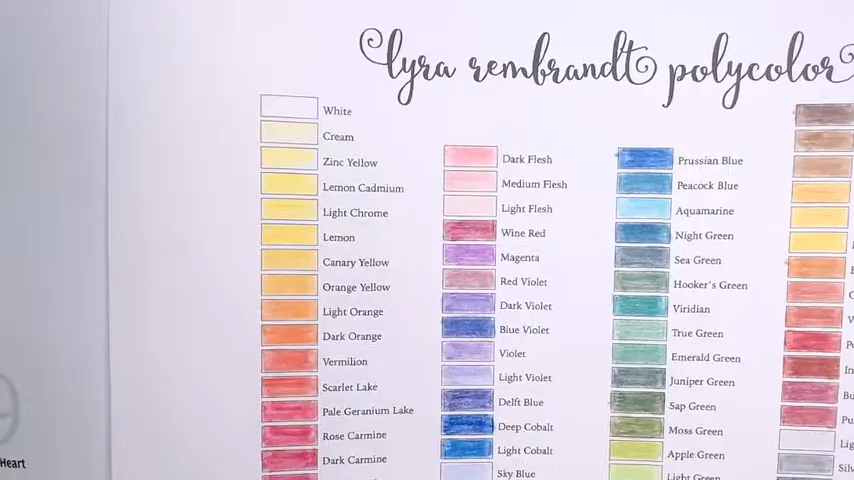 lyra rembrandt polycolor
White
Cream
Zinc Yellow
Lemon Cadmium
Light Chrome
Lemon
Canary Yellow
Orange Yellow
Light Orange
Dark Orange
Vermilion
Scarlet Lake
Pale Geranium Lake
Rose Carmine
Dark Carmine
Dark Flesh
Medium Flesh
Light Flesh
Wine Red
Magenta
Red Violet
Dark Violet
Blue Violet
Violet
Light Violet
Delft Blue
Deep Cobalt
Light Cobalt
Sky Blue
Prussian Blue
Peacock Blue
Aquamarine
Night Green
Sea Green
Hooker's Green
Viridian
True Green
Emerald Green
Juniper Green
Sap Green
Moss Green
Apple Green
Light Green
Heart